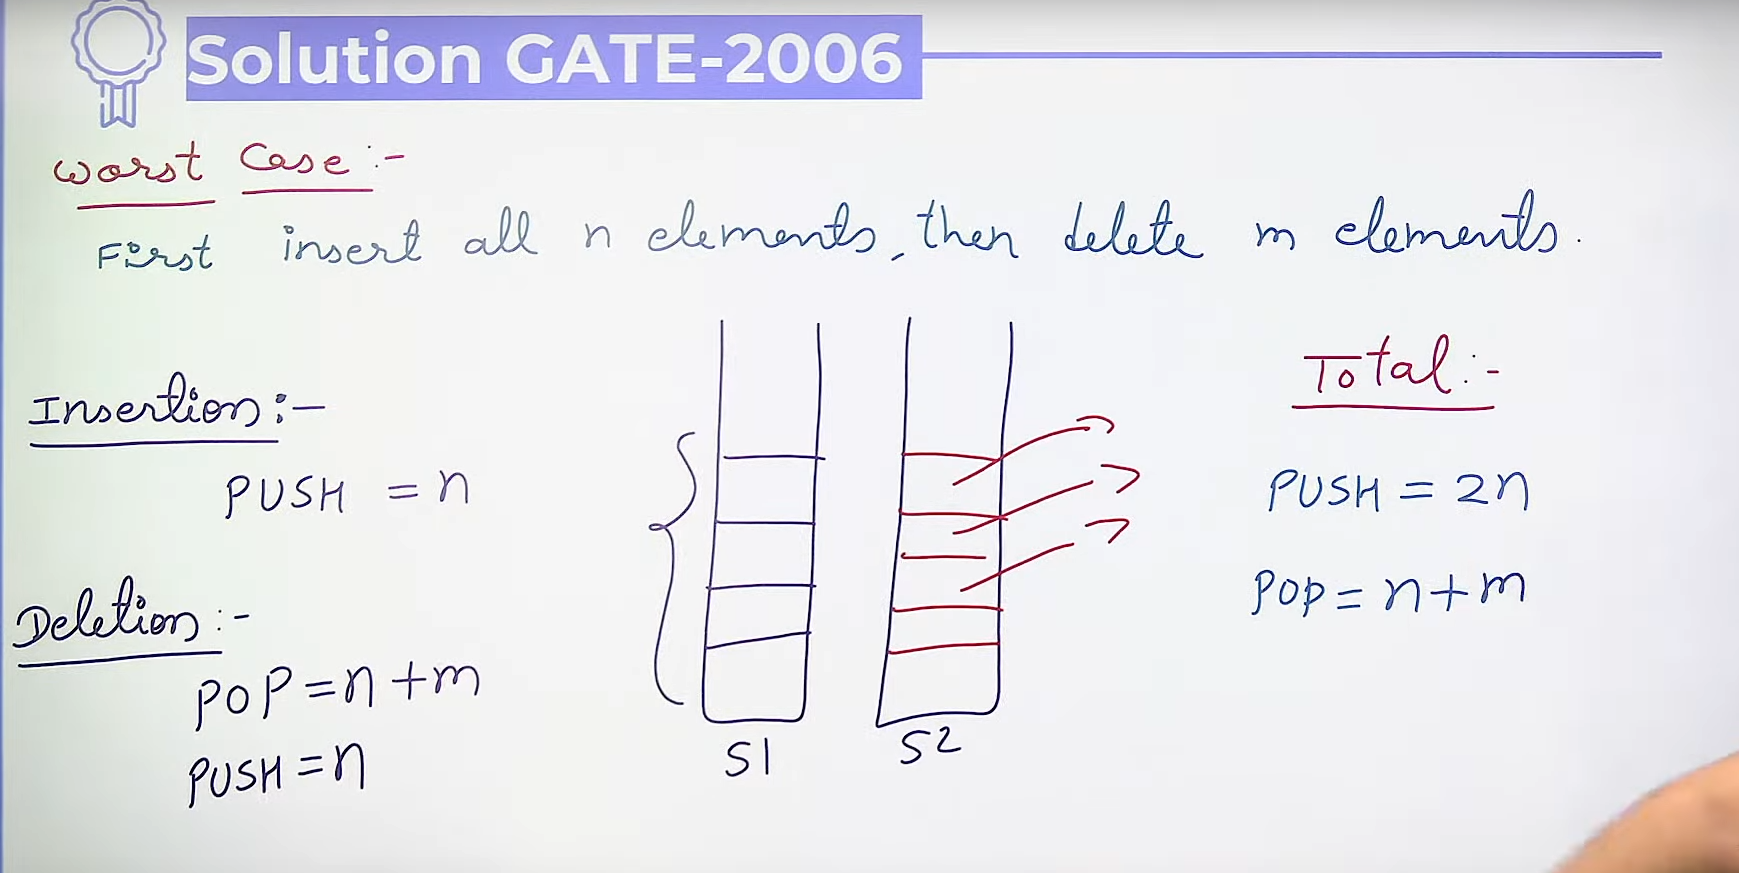 Solution GATE-2006
Worst Case :-
First insert all n elements, then delete m elements.
Insertion :-
PUSH = n
Deletion :-
POP = n + m
PUSH = n
S1
S2
Total :-
PUSH = 2n
POP = n + m